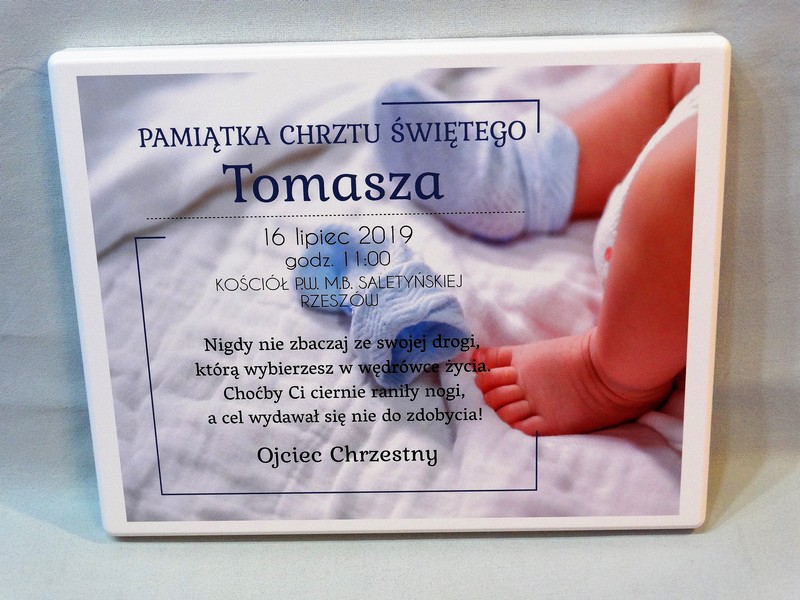 PAMIĄTKA CHRZTU ŚWIĘTEGO
Tomasza
16 lipiec 2019
godz. 11:00
KOŚCIÓŁ P.W. M.B. SALETYŃSKIEJ
RZESZÓW
Nigdy nie zbaczaj ze swojej drogi,
którą wybierzesz w wędrówce życia.
Choćby Ci ciernie raniły nogi,
a cel wydawał się nie do zdobycia!
Ojciec Chrzestny